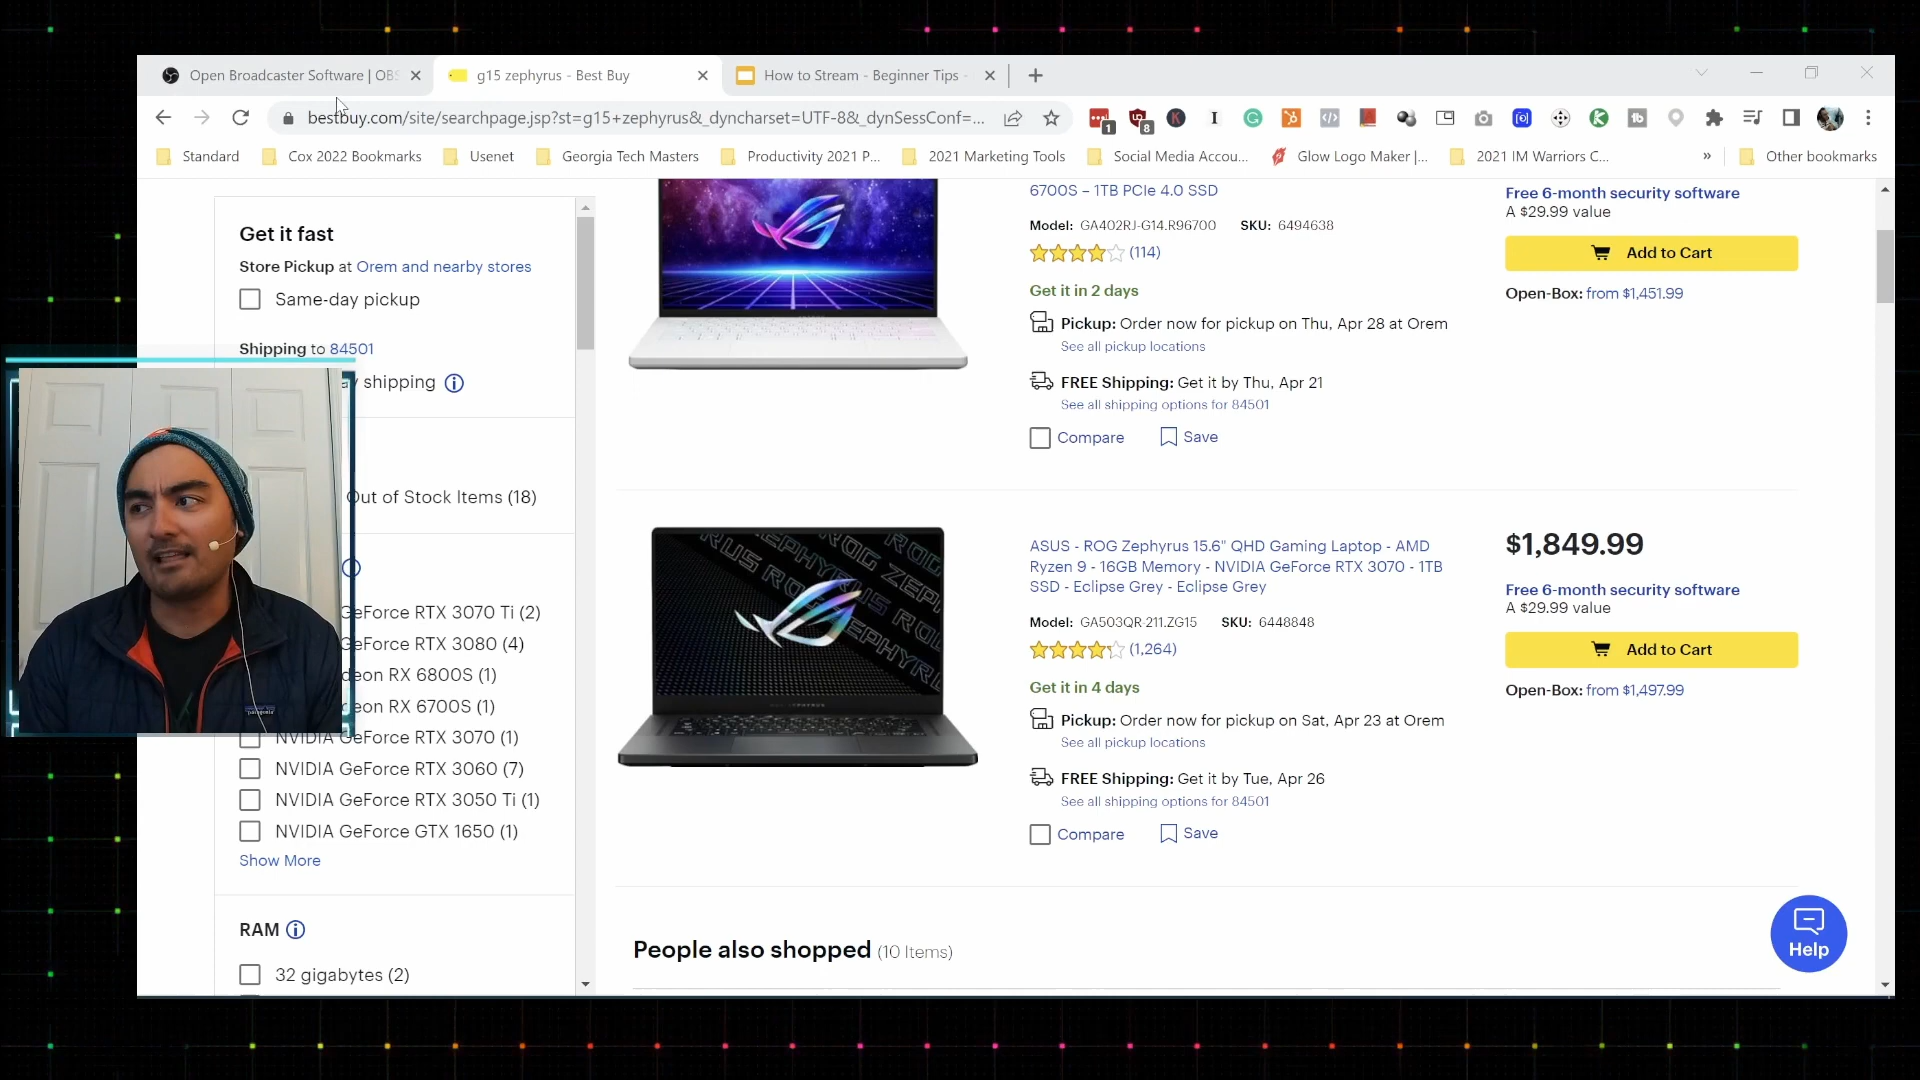 Open Broadcaster Software | OBS
g15 zephyrus - Best Buy
How to Stream - Beginner Tips -
bestbuy.com/site/searchpage.jsp?st=g15+zephyrus&_dyncharset=UTF-8&_dynSessConf=...
1
8
Standard
Cox 2022 Bookmarks
Usenet
Georgia Tech Masters
Productivity 2021 P...
2021 Marketing Tools
Social Media Accou...
Glow Logo Maker |...
2021 IM Warriors C...
»
Other bookmarks
Get it fast
Store Pickup at Orem and nearby stores
Same-day pickup
Shipping to 84501
shipping
Out of Stock Items (18)
GeForce RTX 3070 Ti (2)
GeForce RTX 3080 (4)
deon RX 6800S (1)
eon RX 6700S (1)
NVIDIA GeForce RTX 3070 (1)
NVIDIA GeForce RTX 3060 (7)
NVIDIA GeForce RTX 3050 Ti (1)
NVIDIA GeForce GTX 1650 (1)
Show More
RAM
32 gigabytes (2)
6700S – 1TB PCIe 4.0 SSD
Model: GA402RJ-G14.R96700 SKU: 6494638
(114)
Get it in 2 days
Pickup: Order now for pickup on Thu, Apr 28 at Orem
See all pickup locations
FREE Shipping: Get it by Thu, Apr 21
See all shipping options for 84501
Compare
Save
Free 6-month security software
A $29.99 value
Add to Cart
Open-Box: from $1,451.99
ASUS - ROG Zephyrus 15.6" QHD Gaming Laptop - AMD
Ryzen 9 - 16GB Memory - NVIDIA GeForce RTX 3070 - 1TB
SSD - Eclipse Grey - Eclipse Grey
Model: GA503QR-211.ZG15 SKU: 6448848
(1,264)
Get it in 4 days
Pickup: Order now for pickup on Sat, Apr 23 at Orem
See all pickup locations
FREE Shipping: Get it by Tue, Apr 26
See all shipping options for 84501
Compare
Save
$1,849.99
Free 6-month security software
A $29.99 value
Add to Cart
Open-Box: from $1,497.99
People also shopped (10 Items)
Help